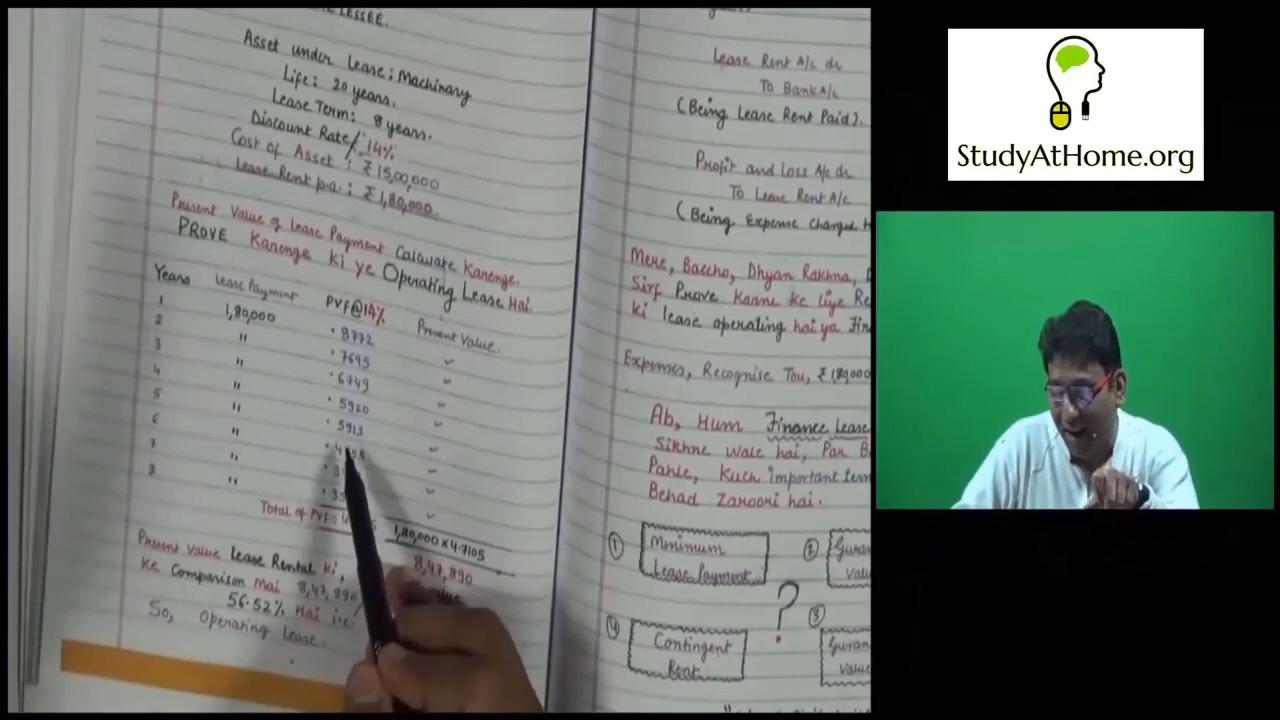 LESSEE.
Asset under Lease: Machinary
Life: 20 years.
Lease Term: 8 years.
Discount Rate/: 14%
Cost of Asset : ₹ 15,00,000
Lease Rent p.a. : ₹ 1,80,000.
Present Value of Lease Payment Calculate Karenge.
PROVE Karenge Ki ye Operating Lease Hai.
Years Lease Payment PVF@14% Present Value.
1 1,80,000 .8772 ✓
2 " .7695 ✓
3 " .6749 ✓
4 " .5920 ✓
5 " .5913 ✓
6 " ✓
7 " ✓
8 " ✓
Total of PVF= 1,80,000 x 4.7105
8,47,890
Present Value Lease Rental Ki,
Ke Comparison Mai 8,47,890
56.52% Hai i.e
So, Operating Lease.
Lease Rent A/c dr
To Bank A/c
(Being Lease Rent Paid).
Profit and Loss A/c dr
To Lease Rent A/c
(Being Expense Charged
Mere, Baccho, Dhyan Rakhna,
Sirf Prove Karne Ke liye
Ki lease operating hai ya
Expenses, Recognise Tou, ₹ 1,80,000
Ab, Hum Finance Lease
Sikhne wale hai, Par
Pahle, Kuch important term
Behad Zaroori hai.
① Minimum
Lease Payment
②
?
③
④ Contingent
Rent
StudyAtHome.org